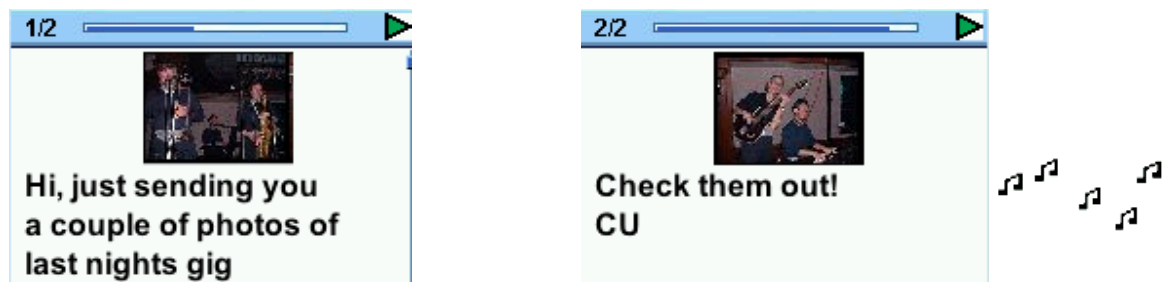 1/2
Hi, just sending you
a couple of photos of
last nights gig
2/2
Check them out!
CU